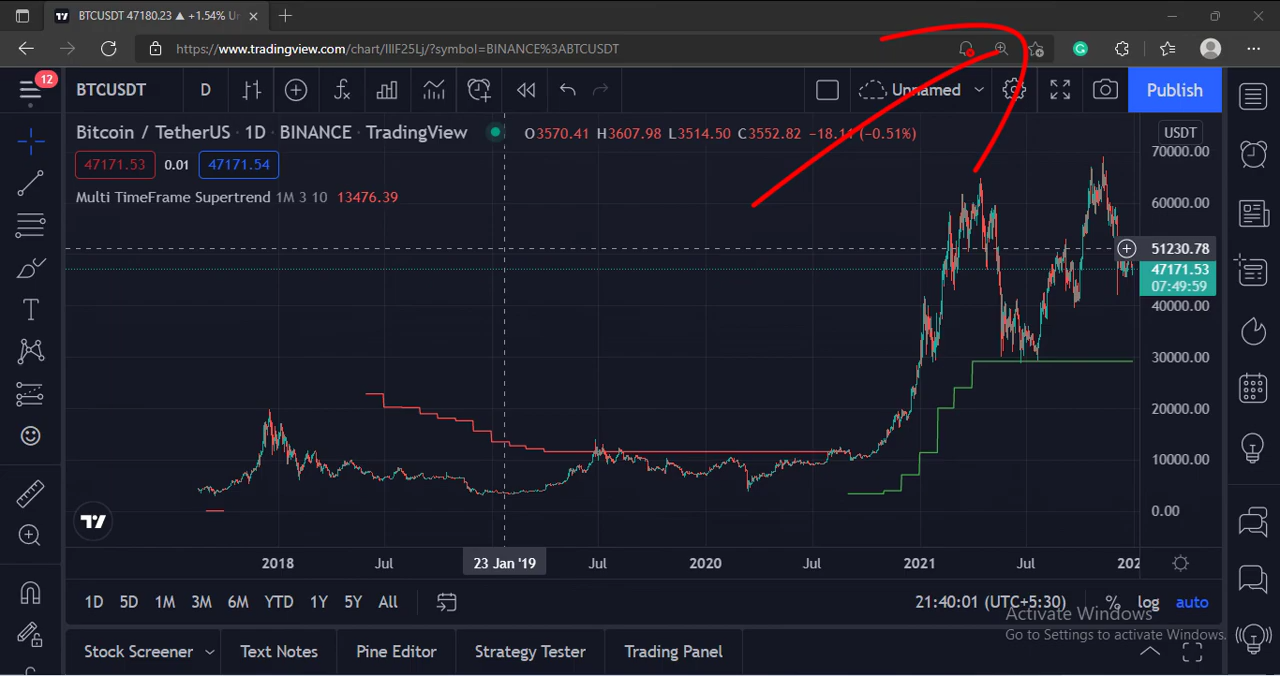 BTCUSDT 47180.23 ▲ +1.54% Un
https://www.tradingview.com/chart/IIIF25Lj/?symbol=BINANCE%3ABTCUSDT
12
BTCUSDT D Unnamed Publish
Bitcoin / TetherUS · 1D · BINANCE · TradingView O3570.41 H3607.98 L3514.50 C3552.82 (−0.51%) USDT
47171.53 0.01 47171.54
Multi TimeFrame Supertrend 1M 3 10 13476.39
70000.00
60000.00
51230.78
47171.53
07:49:59
40000.00
30000.00
20000.00
10000.00
0.00
2018 Jul 23 Jan '19 Jul 2020 Jul 2021 Jul 202
1D 5D 1M 3M 6M YTD 1Y 5Y All 21:40:01 (UTC+5:30) % log auto
Activate Windows
Go to Settings to activate Windows.
Stock Screener Text Notes Pine Editor Strategy Tester Trading Panel